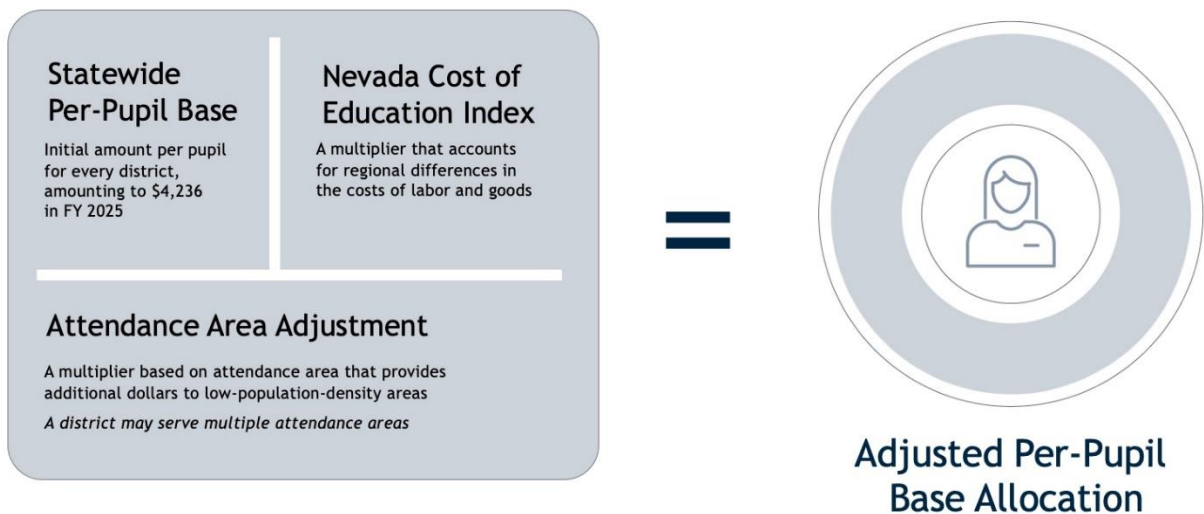 Statewide
Per-Pupil Base
Initial amount per pupil
for every district,
amounting to $4,236
in FY 2025
Nevada Cost of
Education Index
A multiplier that accounts
for regional differences in
the costs of labor and goods
Attendance Area Adjustment
A multiplier based on attendance area that provides
additional dollars to low-population-density areas
A district may serve multiple attendance areas
=
Adjusted Per-Pupil
Base Allocation